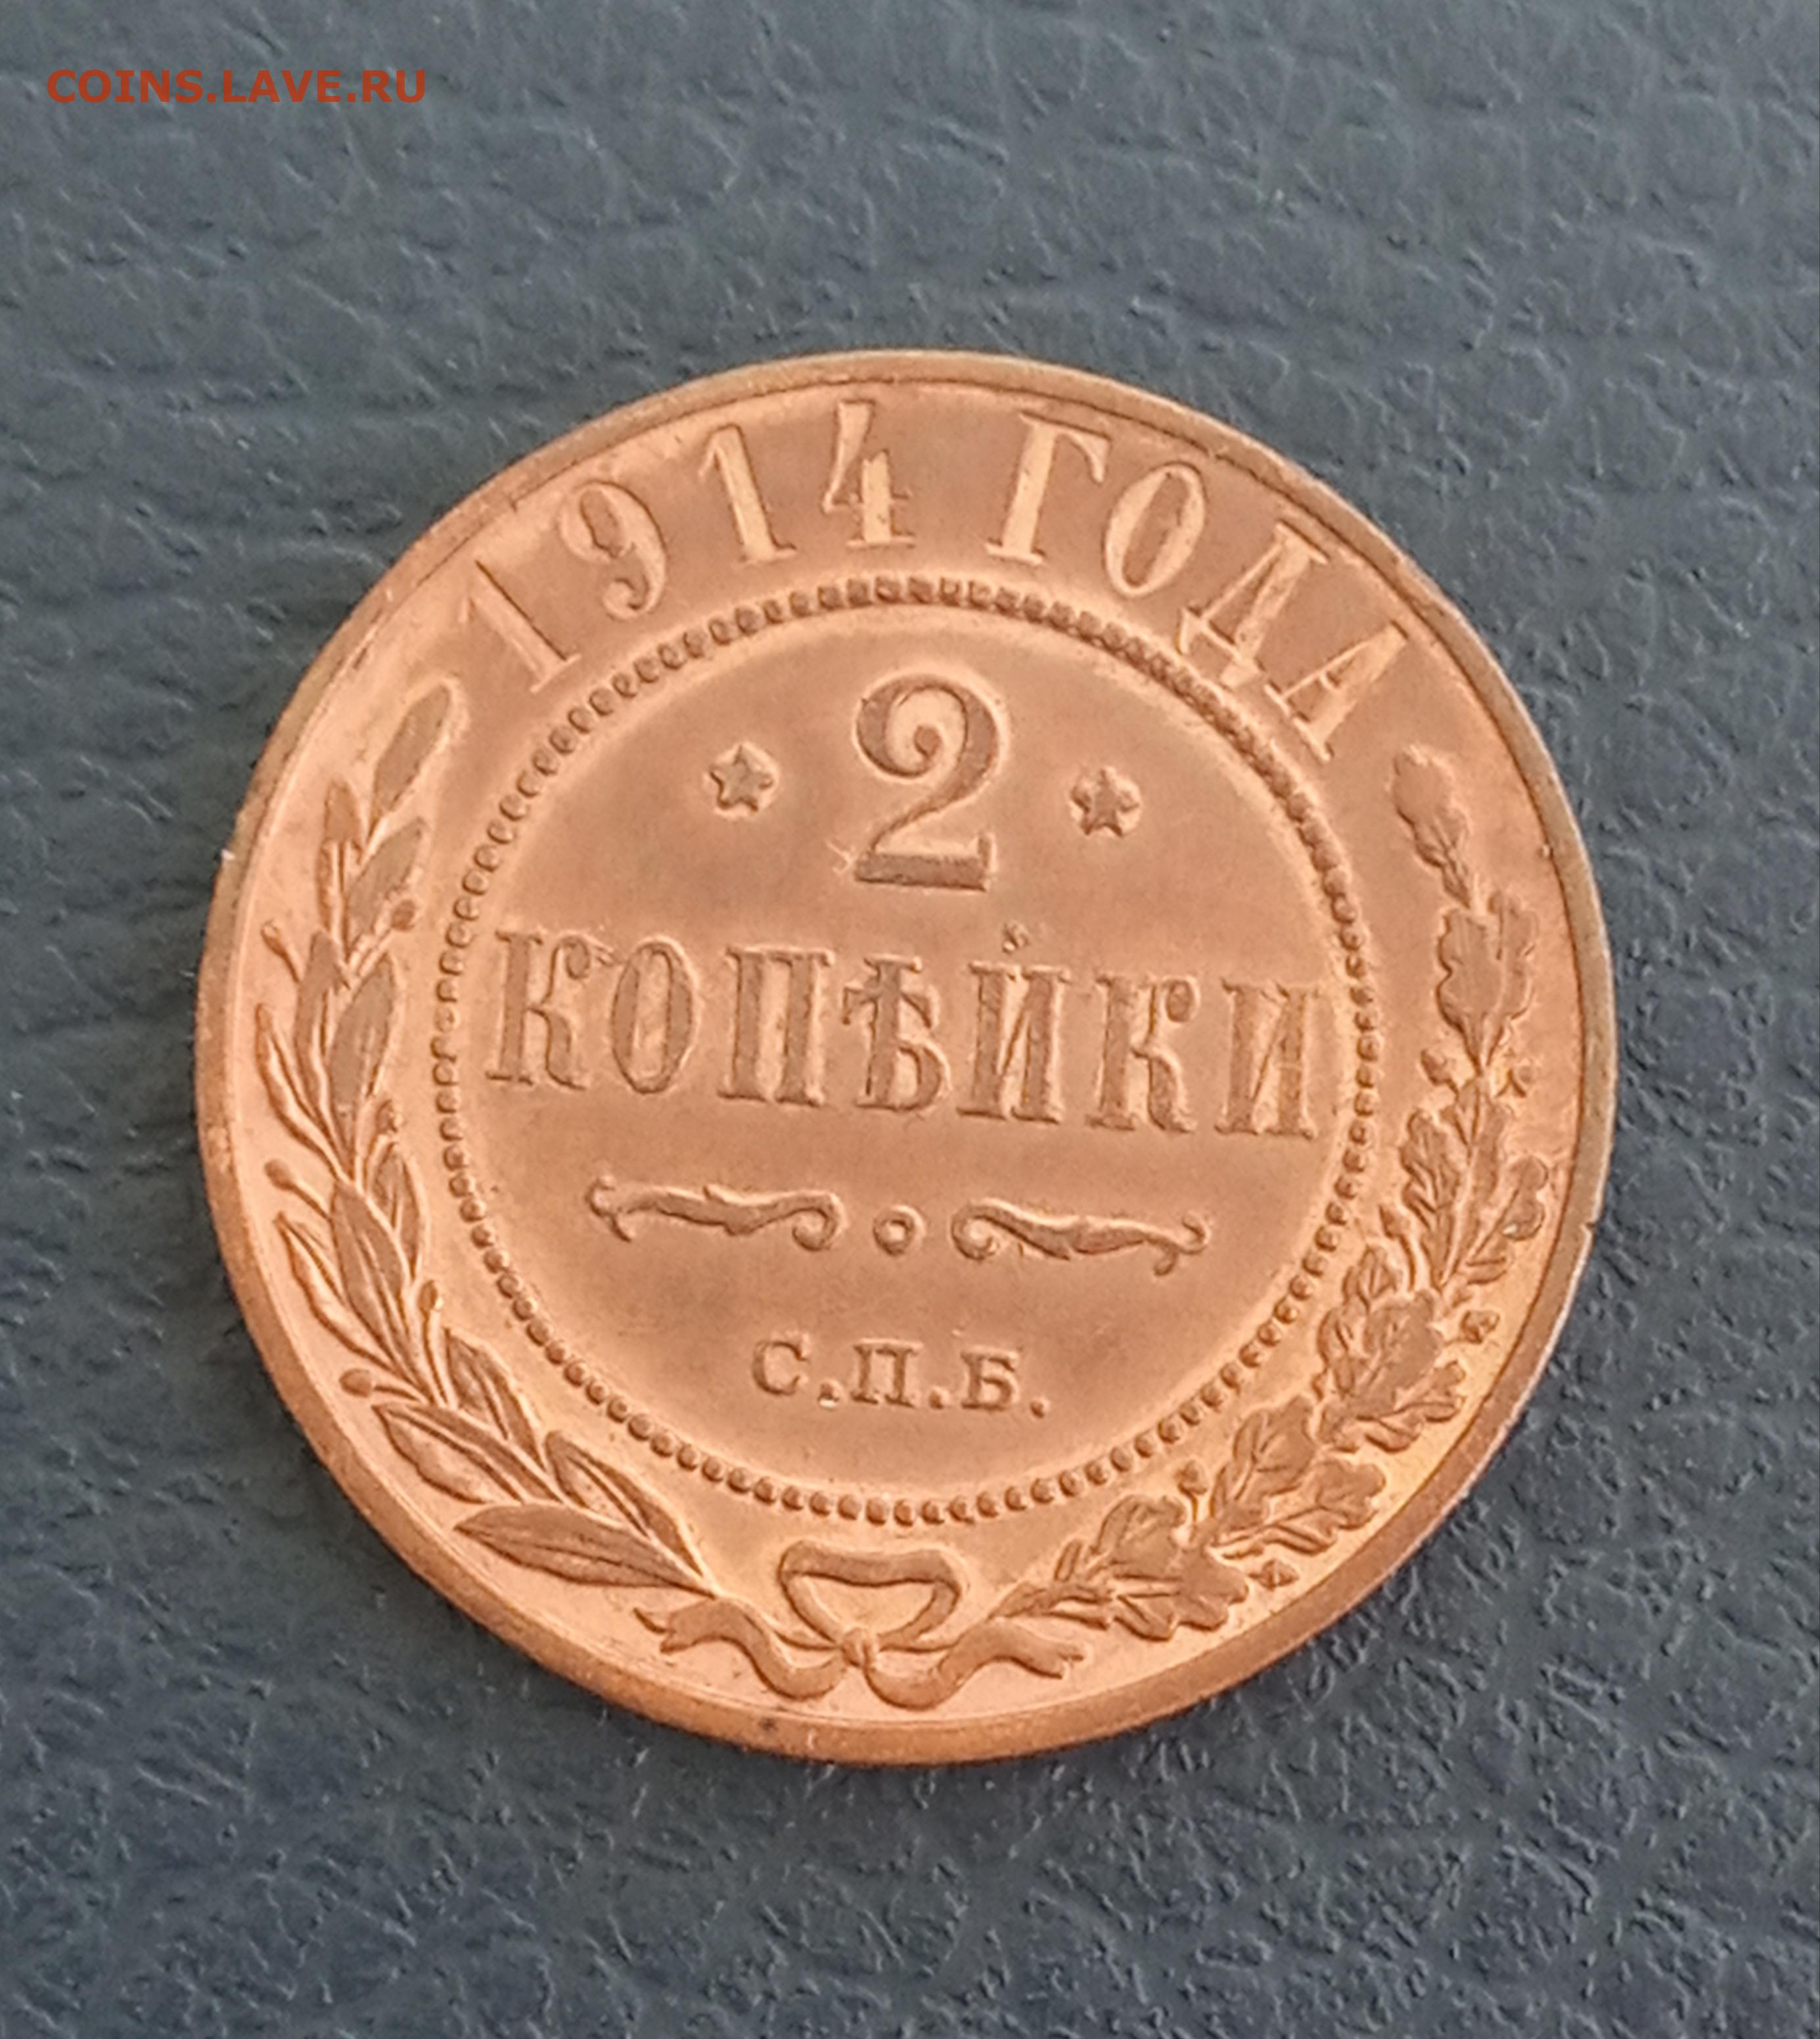 COINS.LAVE.RU
1914 ГОДА
2
КОПѢЙКИ
С.П.Б.